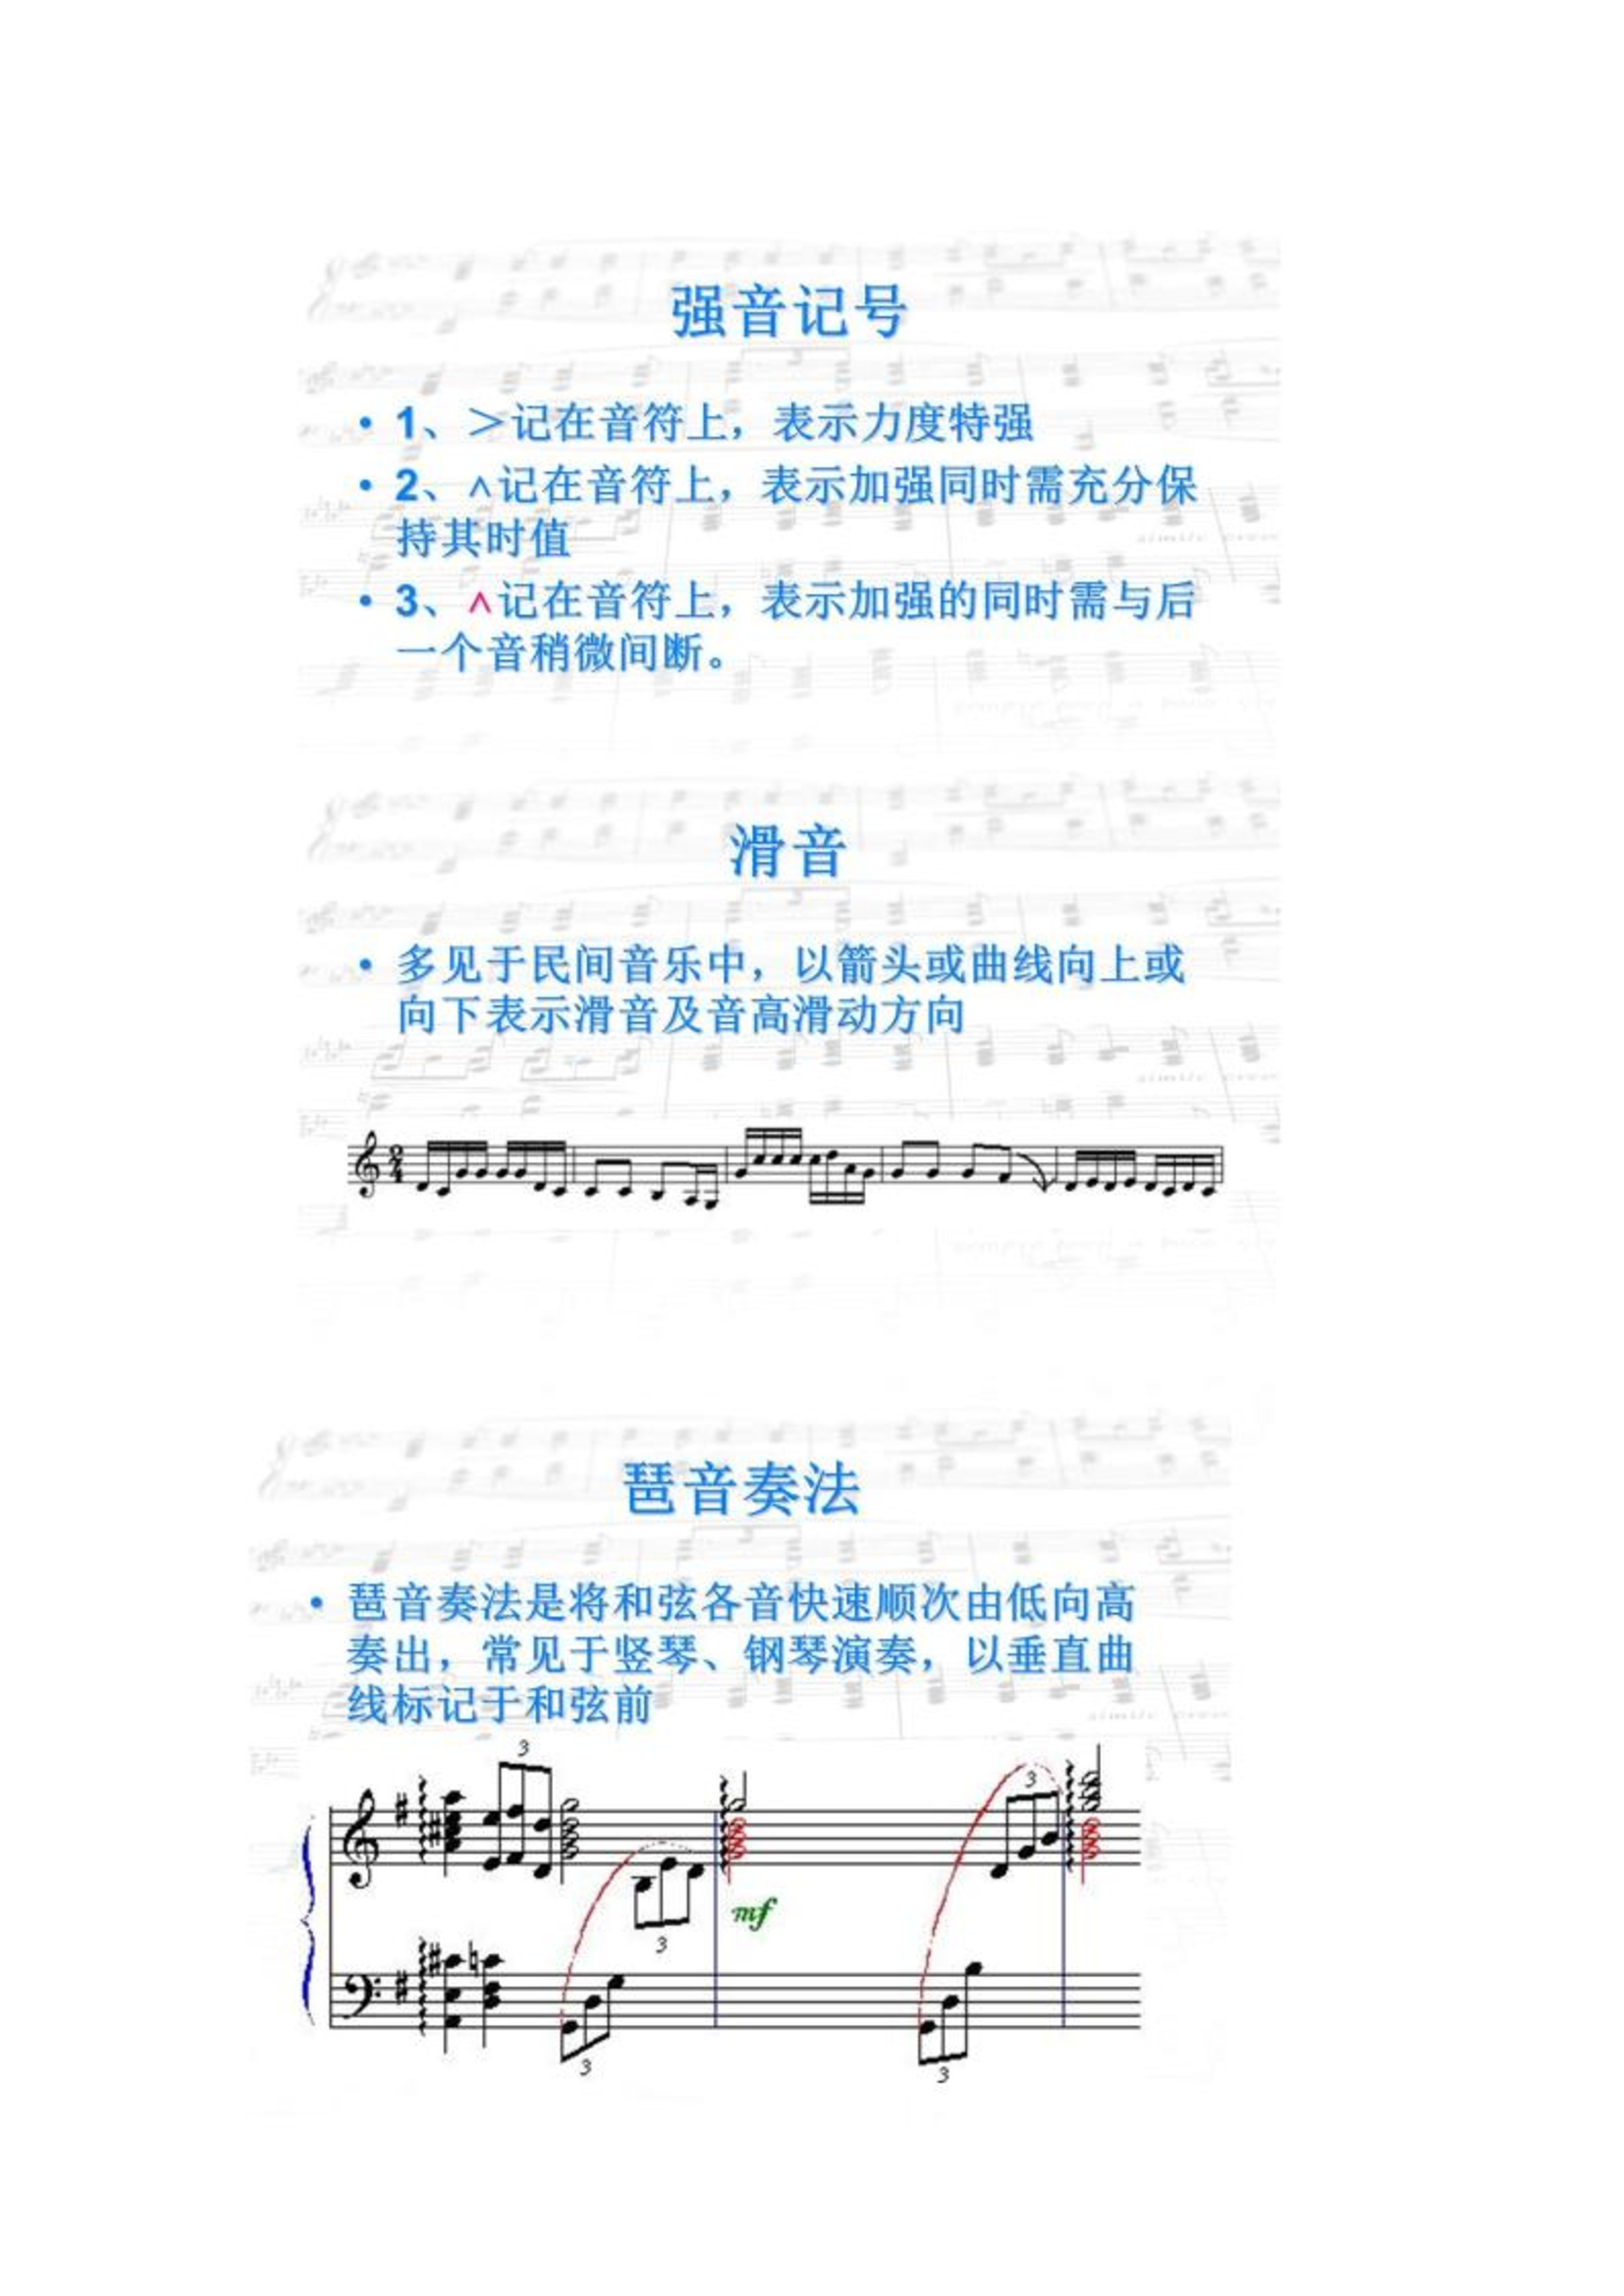 强音记号
• 1、＞记在音符上，表示力度特强
• 2、∧记在音符上，表示加强同时需充分保
持其时值
• 3、∧记在音符上，表示加强的同时需与后
一个音稍微间断。
滑音
• 多见于民间音乐中，以箭头或曲线向上或
向下表示滑音及音高滑动方向
2
4
琶音奏法
• 琶音奏法是将和弦各音快速顺次由低向高
奏出，常见于竖琴、钢琴演奏，以垂直曲
线标记于和弦前
3
3
mf
3
3
3